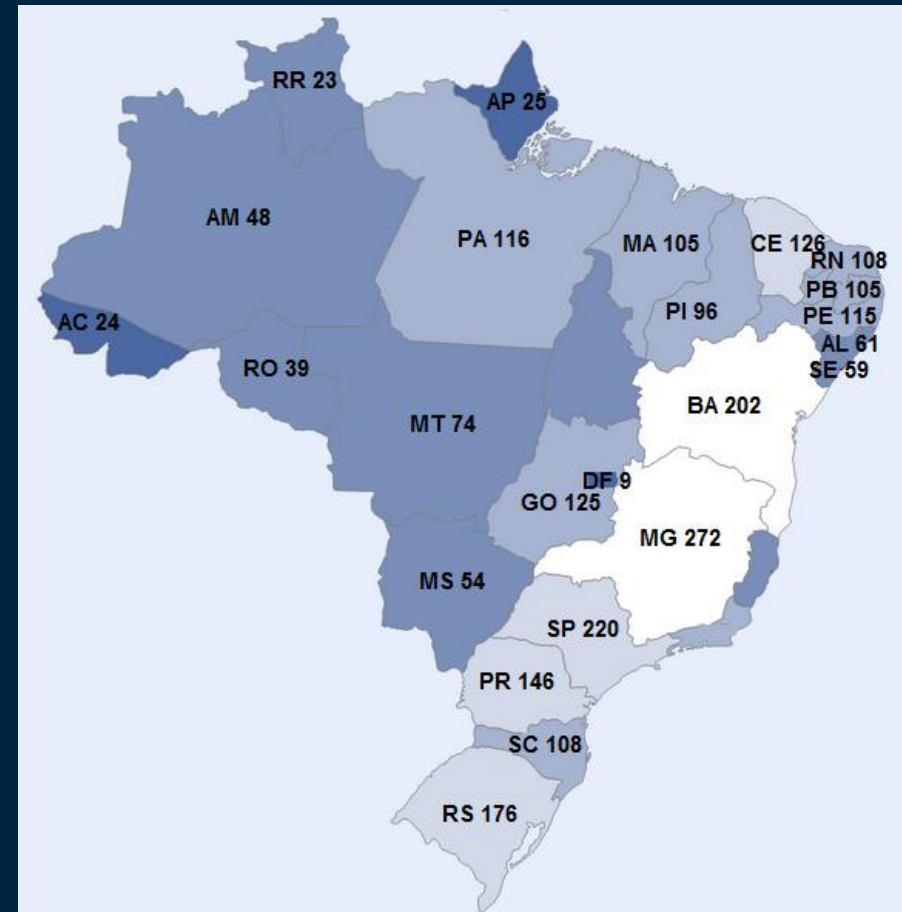 RR 23
AP 25
AM 48
PA 116
MA 105
CE 126
RN 108
PB 105
PI 96
PE 115
AC 24
AL 61
RO 39
SE 59
BA 202
MT 74
DF 9
GO 125
MG 272
MS 54
SP 220
PR 146
SC 108
RS 176